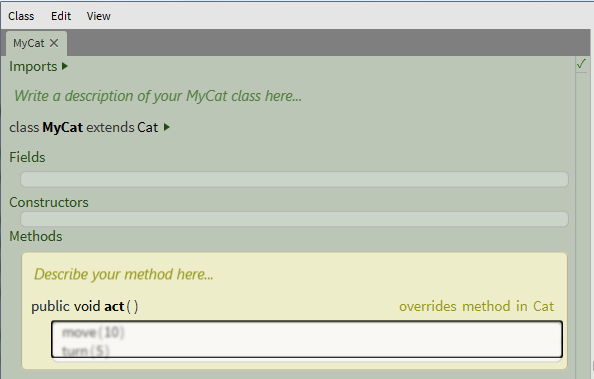 Class Edit View
MyCat
Imports
Write a description of your MyCat class here...
class MyCat extends Cat
Fields
Constructors
Methods
Describe your method here...
public void act() overrides method in Cat
move(10)
turn(5)